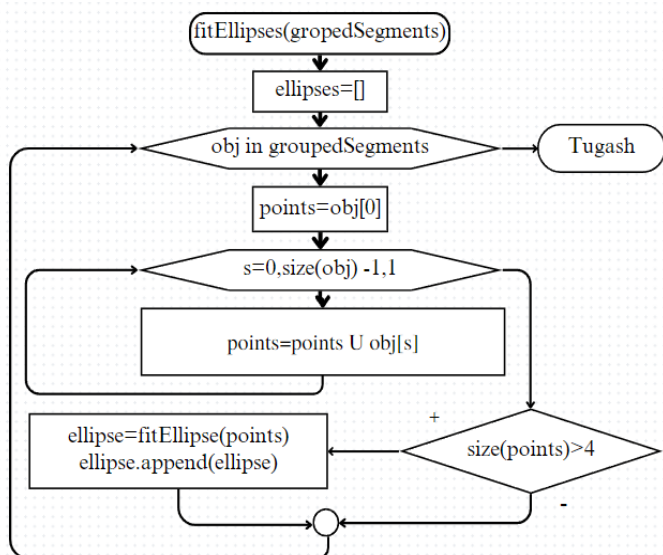 fitEllipses(gropedSegments)
ellipses=[]
obj in groupedSegments
Tugash
points=obj[0]
s=0,size(obj) -1,1
points=points U obj[s]
+
ellipse=fitEllipse(points)
ellipse.append(ellipse)
size(points)>4
-